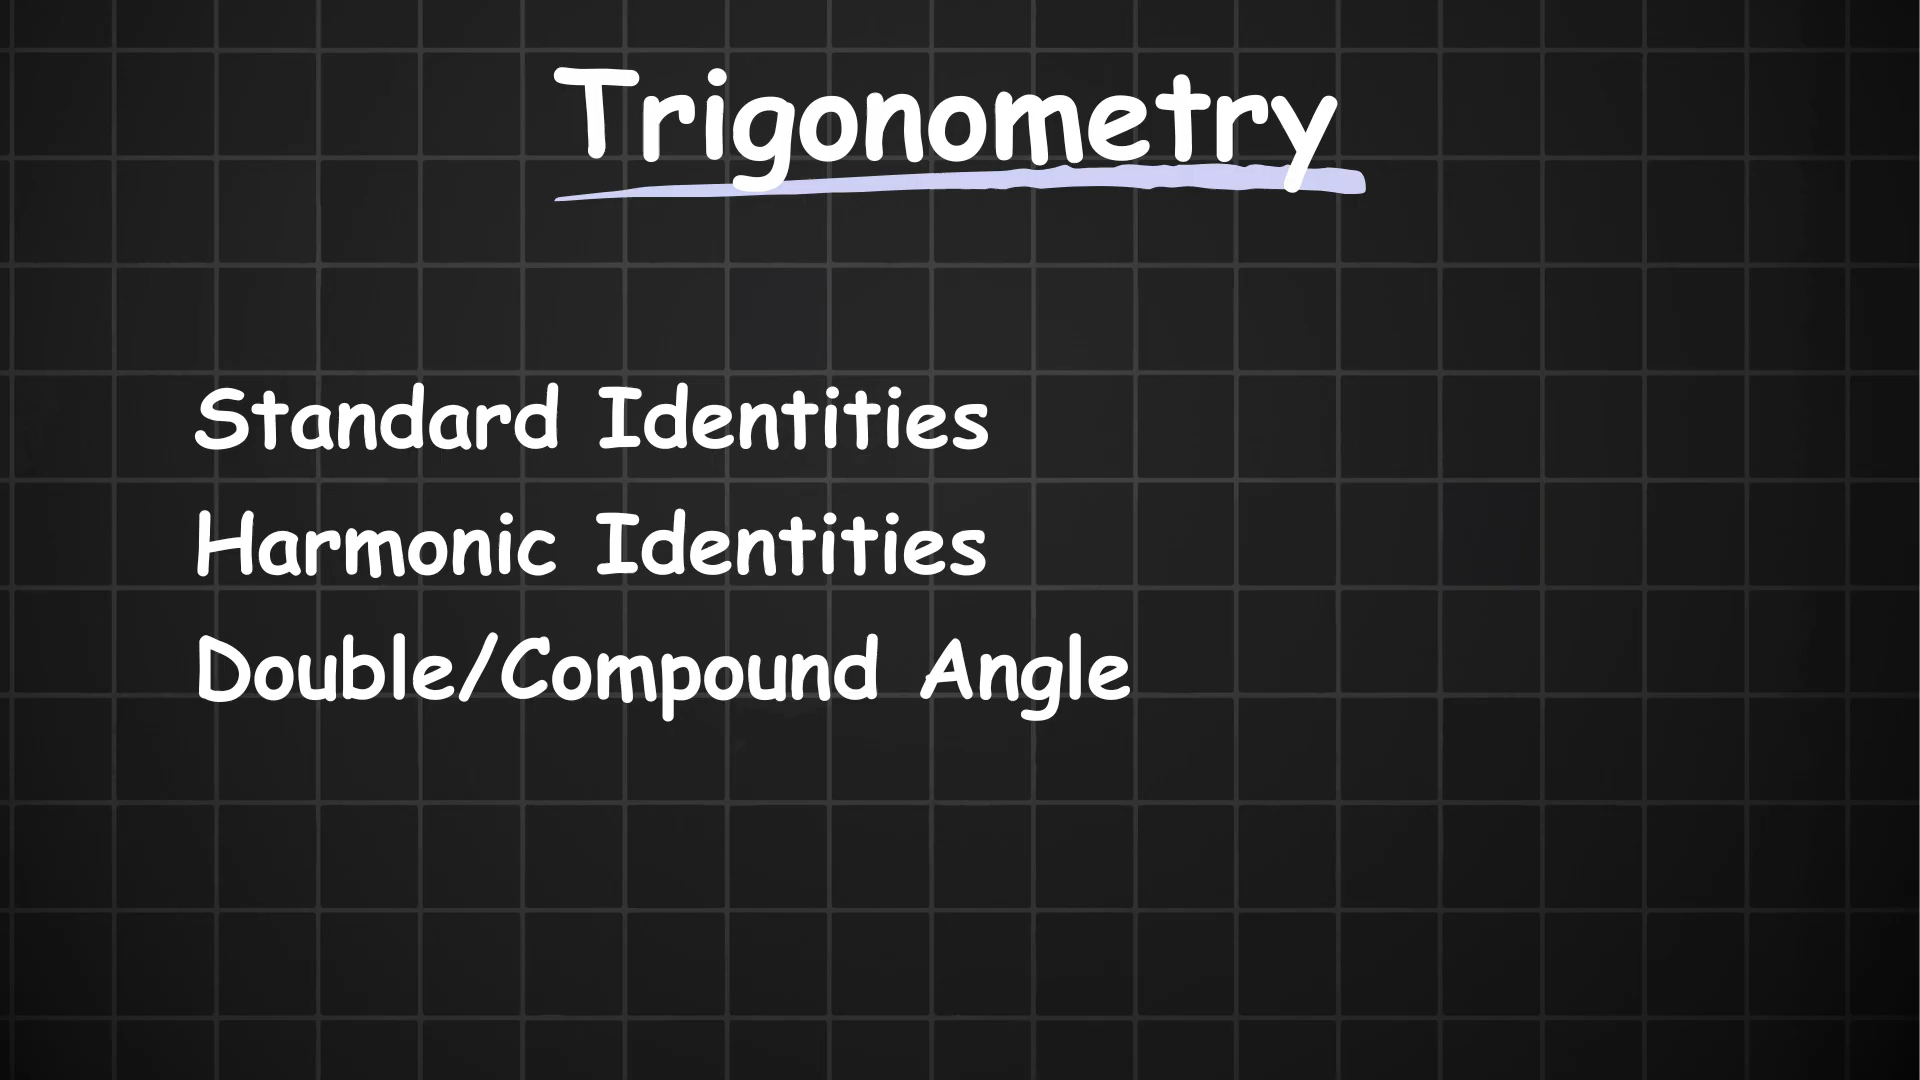 Trigonometry
Standard Identities
Harmonic Identities
Double/Compound Angle